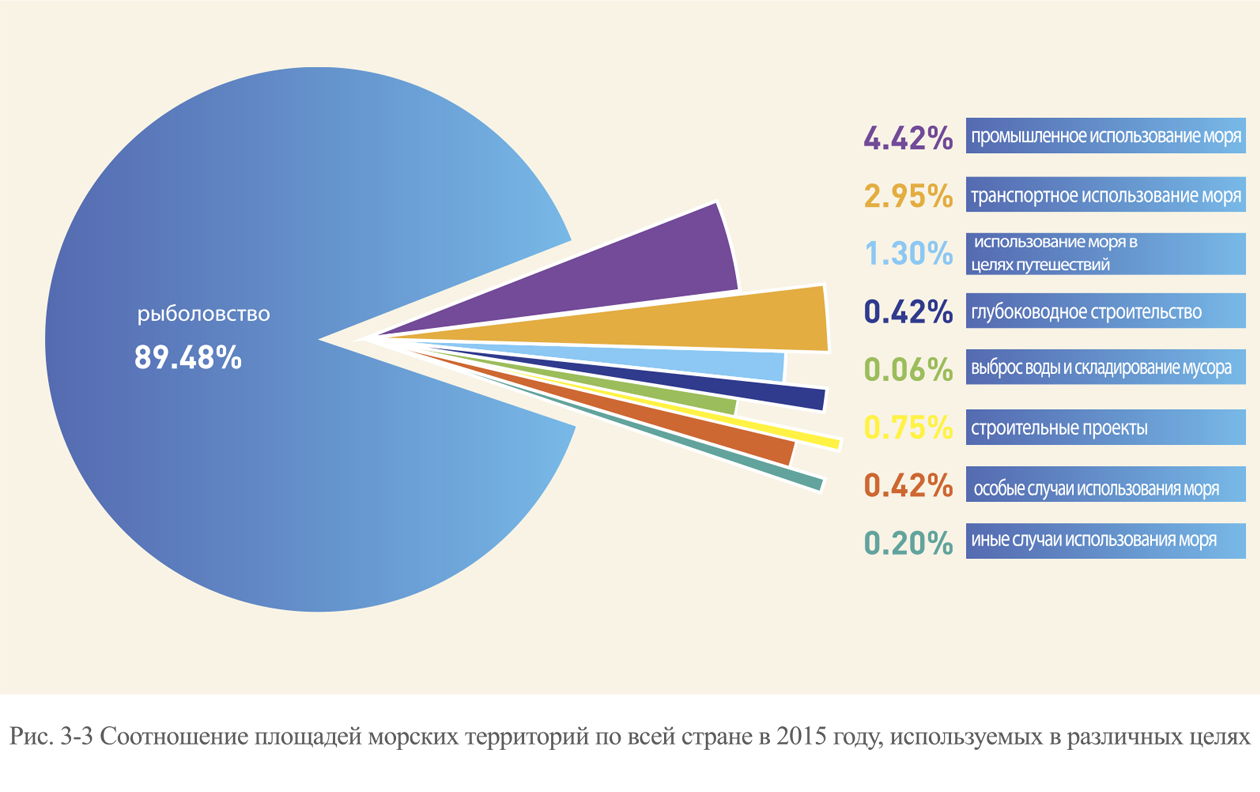 рыболовство
89.48%
4.42% промышленное использование моря
2.95% транспортное использование моря
1.30% использование моря в
целях путешествий
0.42% глубоководное строительство
0.06% выброс воды и складирование мусора
0.75% строительные проекты
0.42% особые случаи использования моря
0.20% иные случаи использования моря
Рис. 3-3 Соотношение площадей морских территорий по всей стране в 2015 году, используемых в различных целях